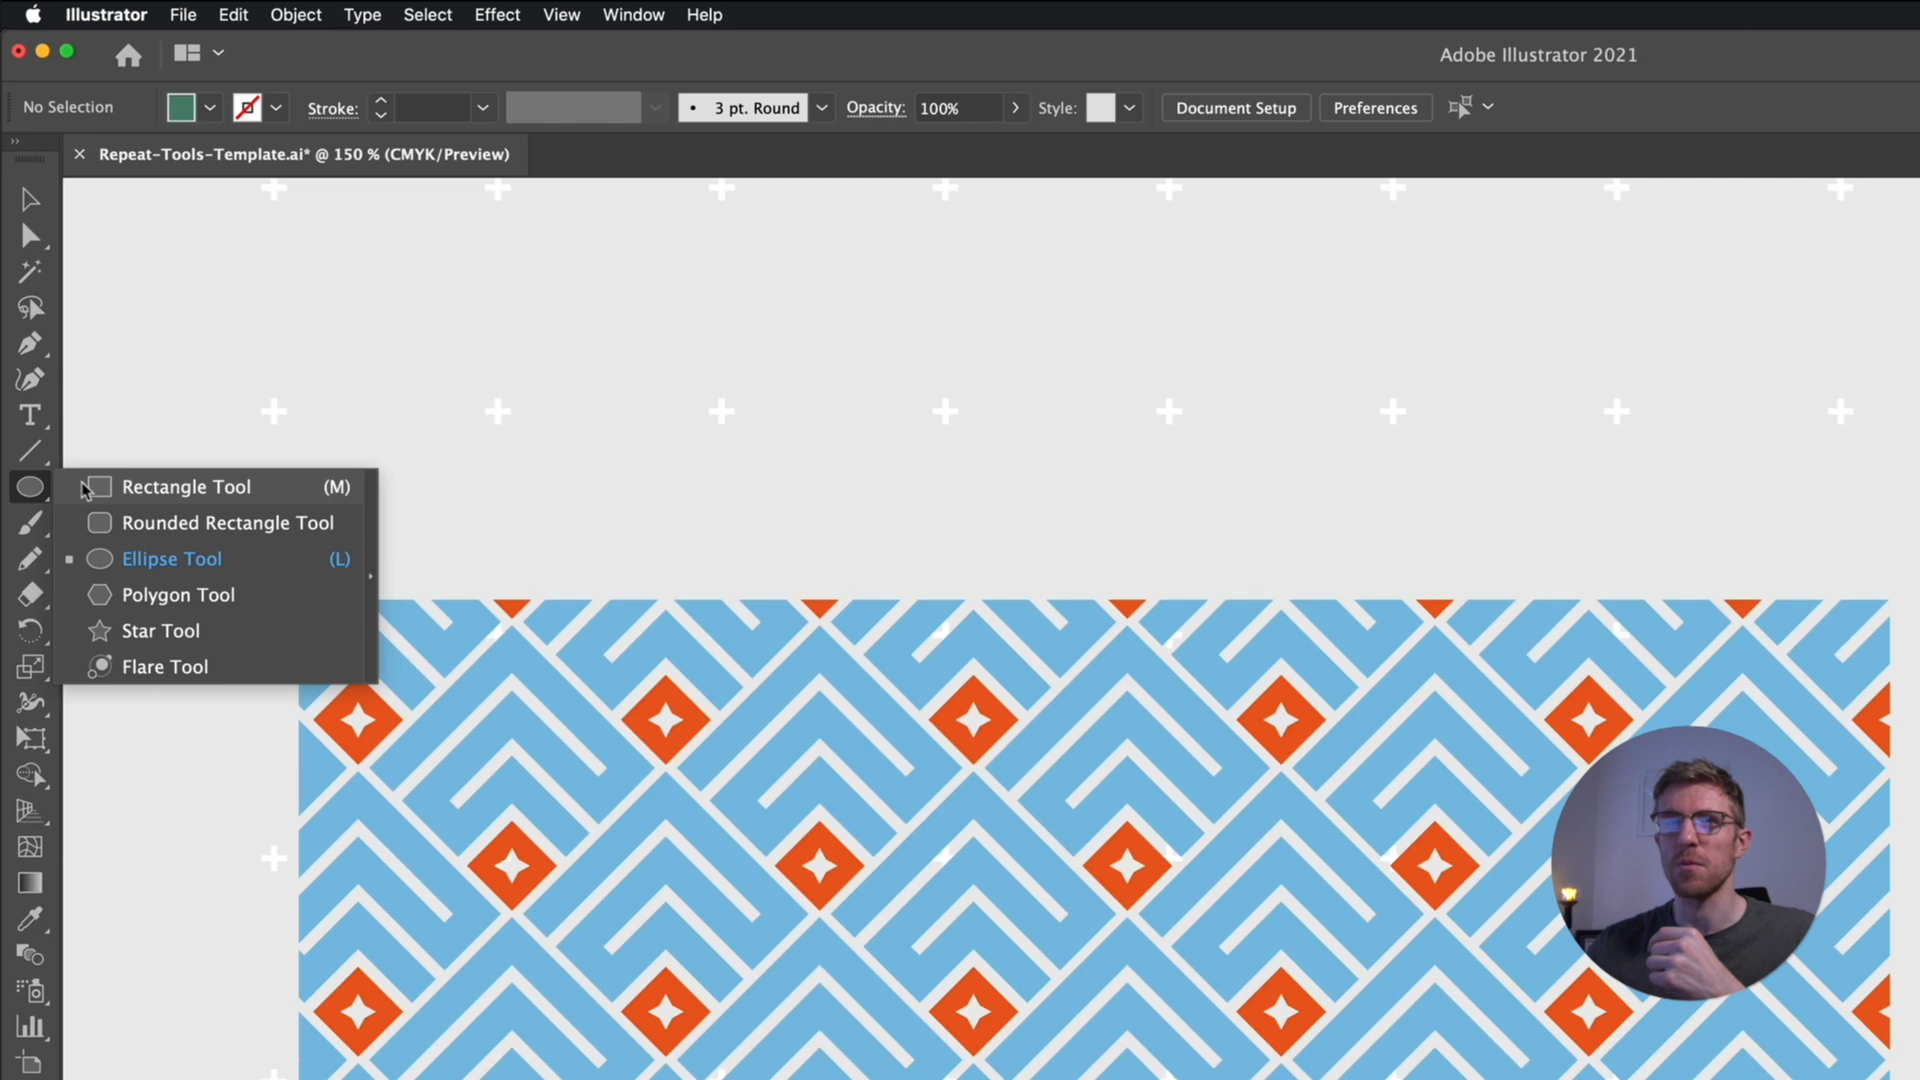 Illustrator File Edit Object Type Select Effect View Window Help
Adobe Illustrator 2021
No Selection Stroke: 3 pt. Round Opacity: 100% Style: Document Setup Preferences
Repeat-Tools-Template.ai* @ 150 % (CMYK/Preview)
Rectangle Tool (M)
Rounded Rectangle Tool
Ellipse Tool (L)
Polygon Tool
Star Tool
Flare Tool